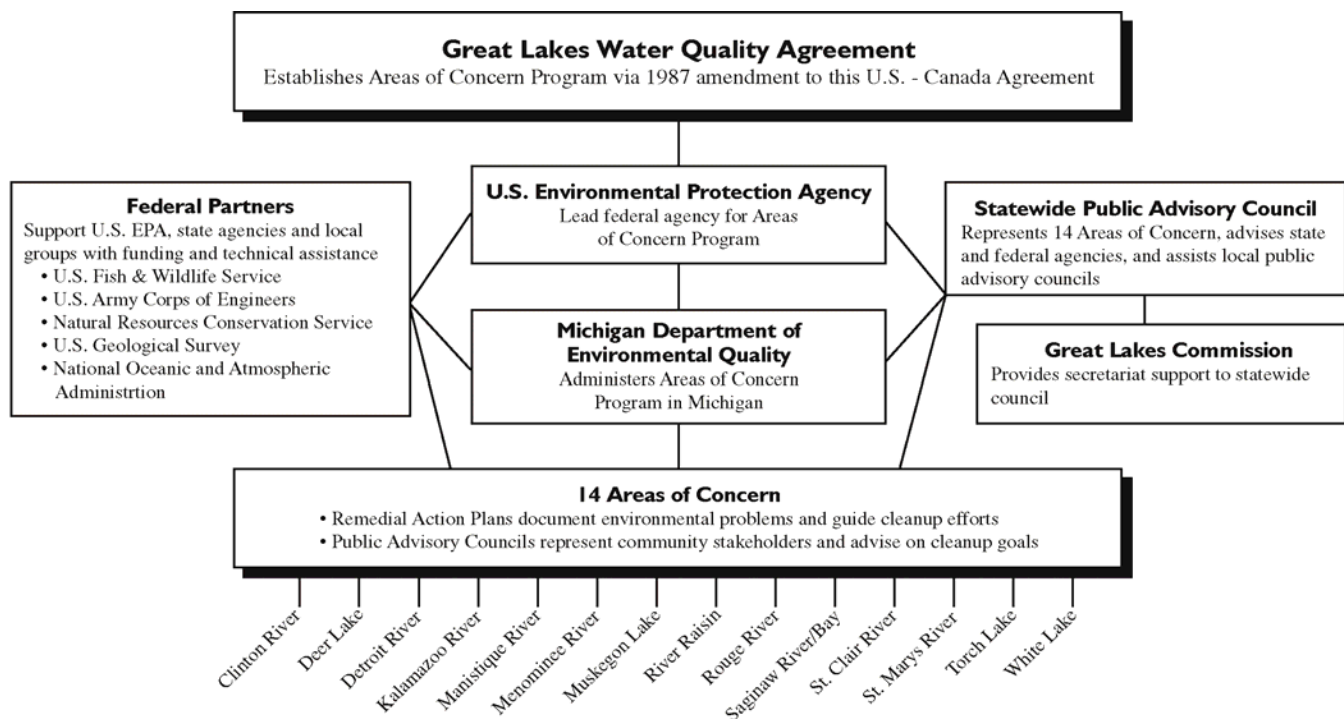 Great Lakes Water Quality Agreement
Establishes Areas of Concern Program via 1987 amendment to this U.S. - Canada Agreement
U.S. Environmental Protection Agency
Lead federal agency for Areas
of Concern Program
Federal Partners
Support U.S. EPA, state agencies and local
groups with funding and technical assistance
• U.S. Fish & Wildlife Service
• U.S. Army Corps of Engineers
• Natural Resources Conservation Service
• U.S. Geological Survey
• National Oceanic and Atmospheric
Administrtion
Statewide Public Advisory Council
Represents 14 Areas of Concern, advises state
and federal agencies, and assists local public
advisory councils
Michigan Department of
Environmental Quality
Administers Areas of Concern
Program in Michigan
Great Lakes Commission
Provides secretariat support to statewide
council
14 Areas of Concern
• Remedial Action Plans document environmental problems and guide cleanup efforts
• Public Advisory Councils represent community stakeholders and advise on cleanup goals
Clinton River
Deer Lake
Detroit River
Kalamazoo River
Manistique River
Menominee River
Muskegon Lake
River Raisin
Rouge River
Saginaw River/Bay
St. Clair River
St. Marys River
Torch Lake
White Lake